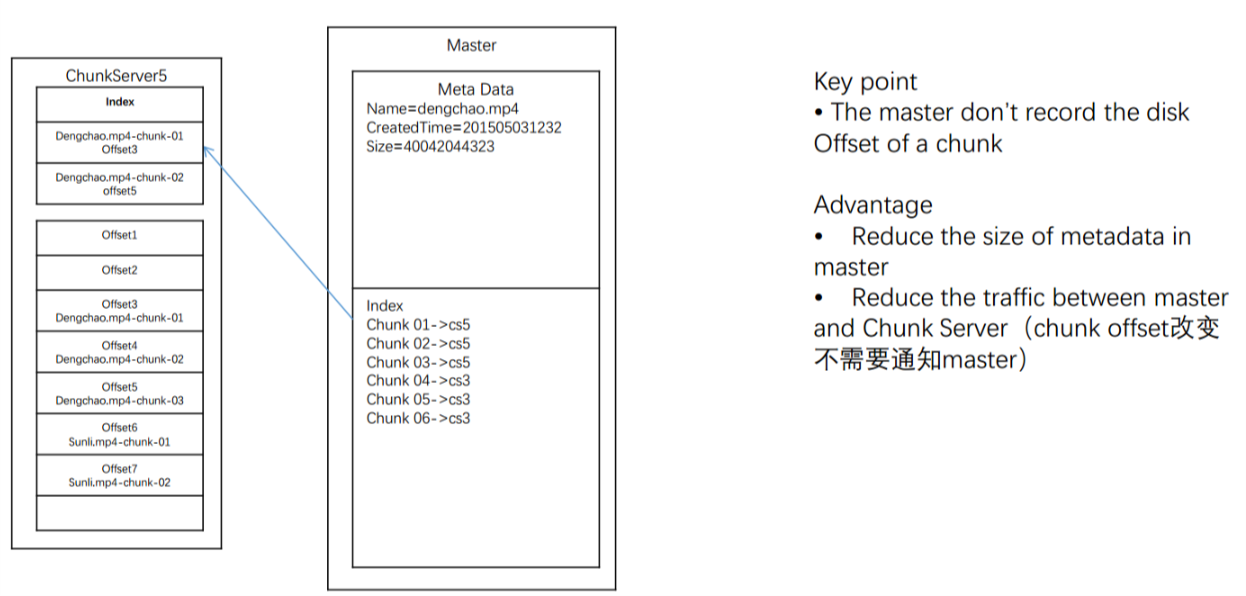 ChunkServer5
Index
Dengchao.mp4-chunk-01
Offset3
Dengchao.mp4-chunk-02
offset5
Offset1
Offset2
Offset3
Dengchao.mp4-chunk-01
Offset4
Dengchao.mp4-chunk-02
Offset5
Dengchao.mp4-chunk-03
Offset6
Sunli.mp4-chunk-01
Offset7
Sunli.mp4-chunk-02
Master
Meta Data
Name=dengchao.mp4
CreatedTime=201505031232
Size=40042044323
Index
Chunk 01->cs5
Chunk 02->cs5
Chunk 03->cs5
Chunk 04->cs3
Chunk 05->cs3
Chunk 06->cs3
Key point
• The master don't record the disk
Offset of a chunk
Advantage
• Reduce the size of metadata in
master
• Reduce the traffic between master
and Chunk Server（chunk offset改变
不需要通知master）